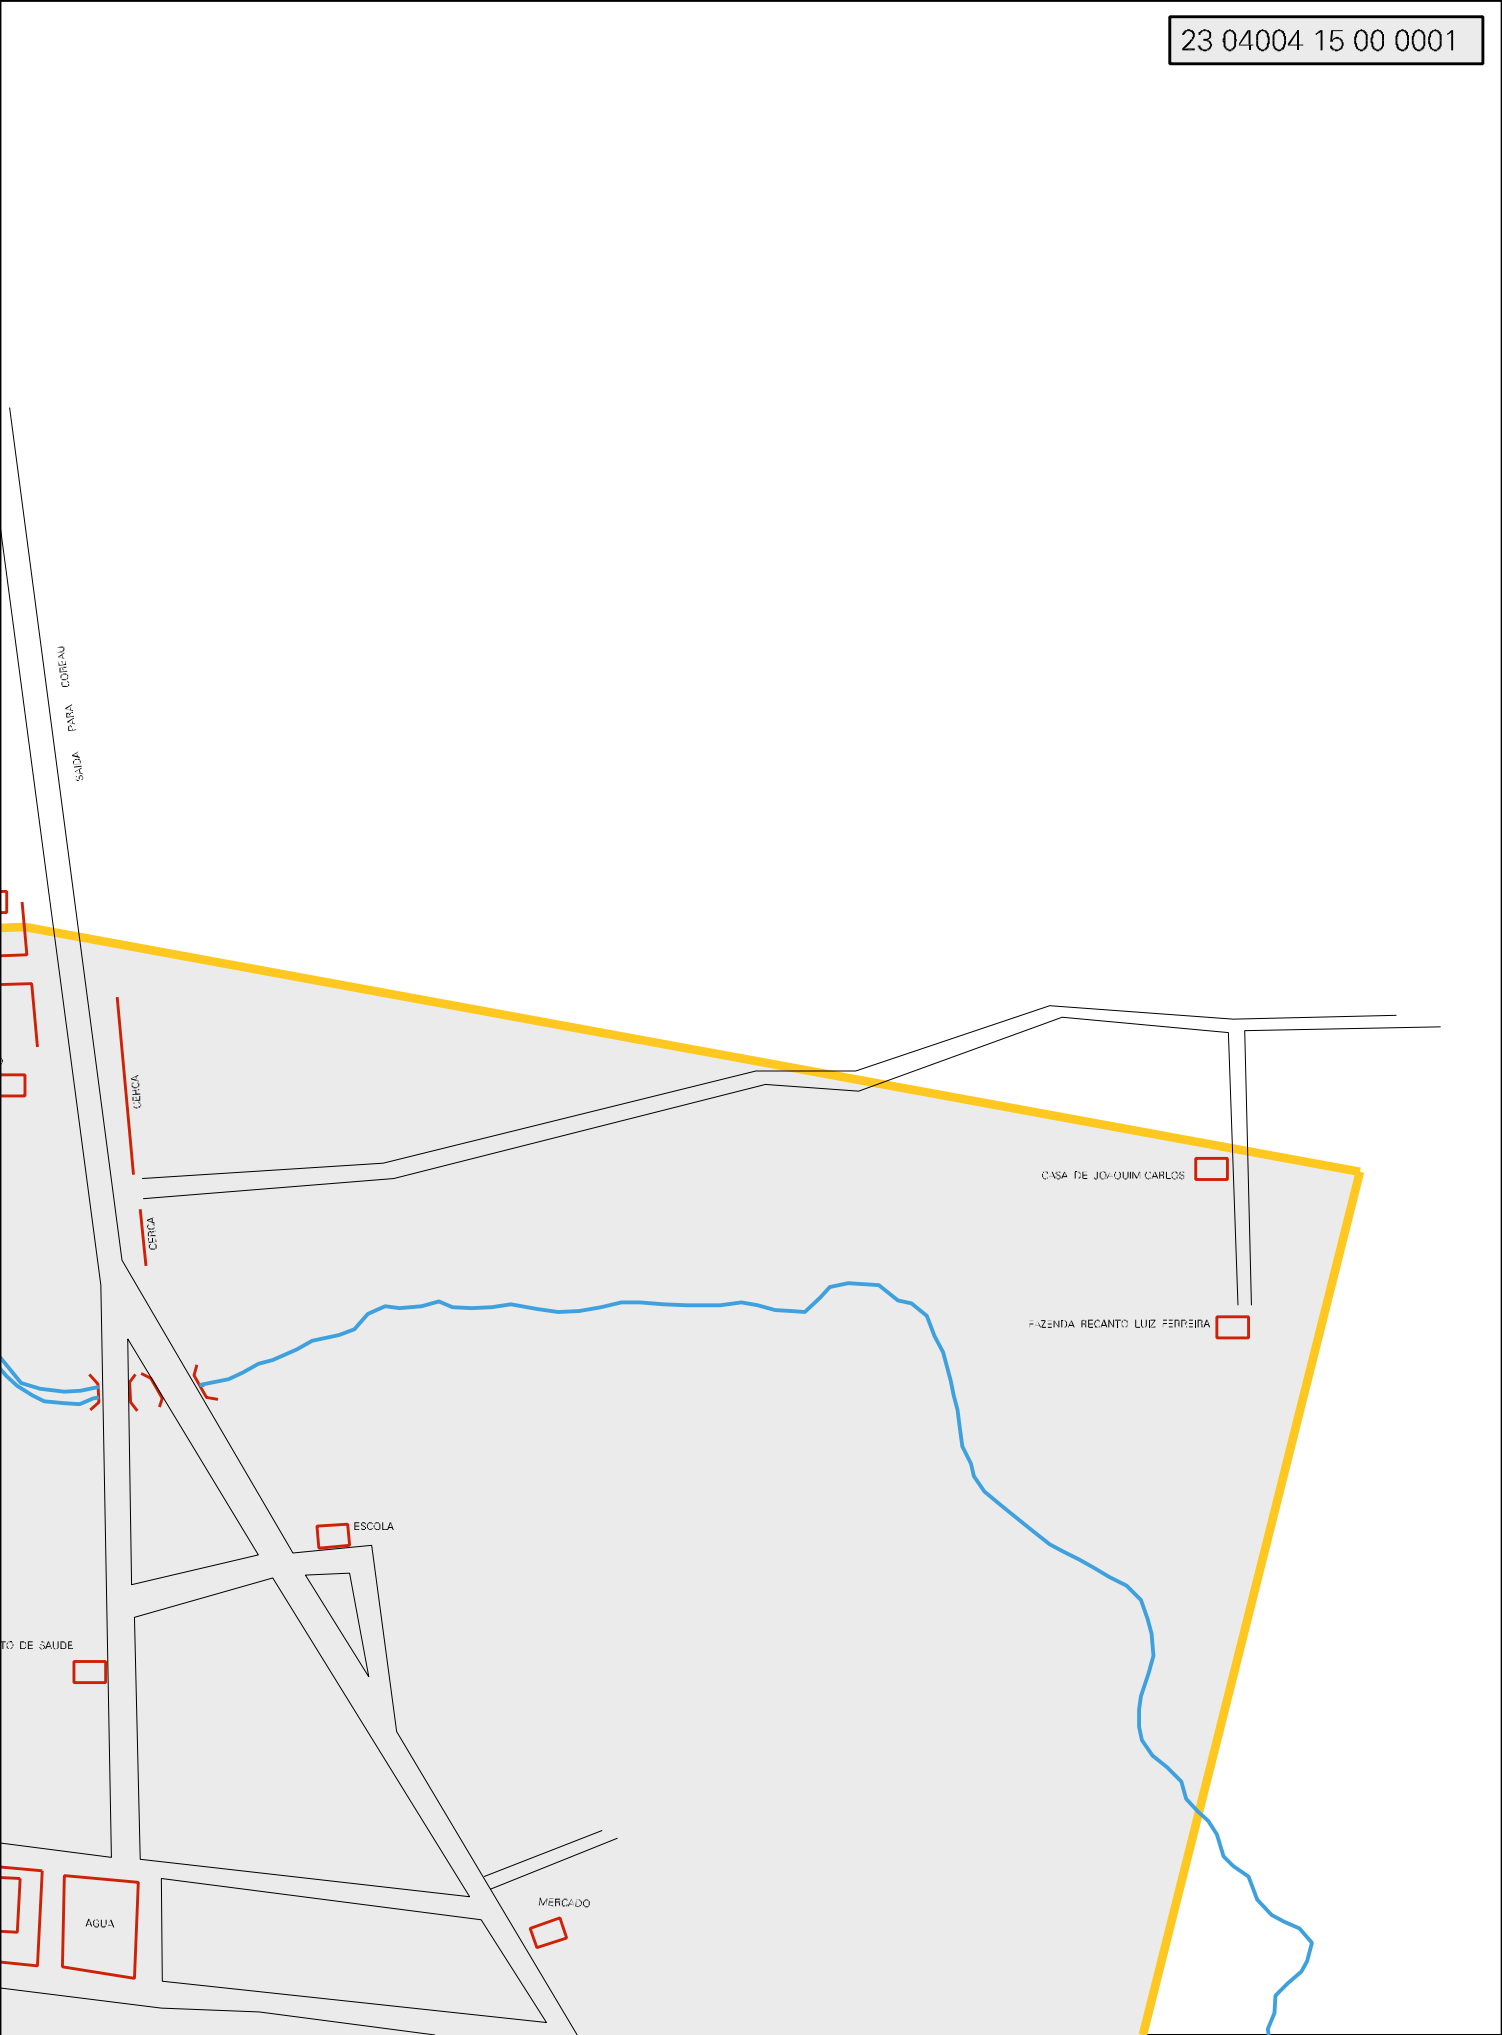 23 04004 15 00 0001
SAIDA PARA COREAU
CERCA
CASA DE JOAQUIM CARLOS
CERCA
FAZENDA RECANTO LUIZ FERREIRA
ESCOLA
TO DE SAUDE
MERCADO
AGUA